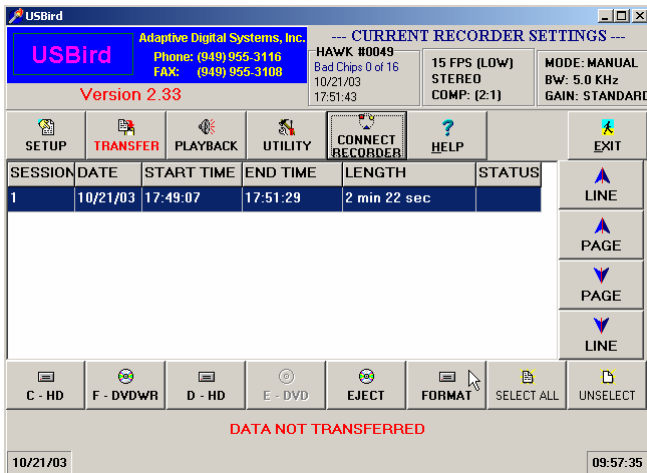 USBird
USBird
Adaptive Digital Systems, Inc.
Phone: (949) 955-3116
FAX: (949) 955-3108
Version 2.33
--- CURRENT RECORDER SETTINGS ---
HAWK #0049
Bad Chips 0 of 16
10/21/03
17:51:43
15 FPS (LOW)
STEREO
COMP: (2:1)
MODE: MANUAL
BW: 5.0 KHz
GAIN: STANDARD
SETUP
TRANSFER
PLAYBACK
UTILITY
CONNECT
RECORDER
HELP
EXIT
SESSION DATE START TIME END TIME LENGTH STATUS
1 10/21/03 17:49:07 17:51:29 2 min 22 sec
LINE
PAGE
PAGE
LINE
C - HD
F - DVDWR
D - HD
E - DVD
EJECT
FORMAT
SELECT ALL
UNSELECT
DATA NOT TRANSFERRED
10/21/03
09:57:35